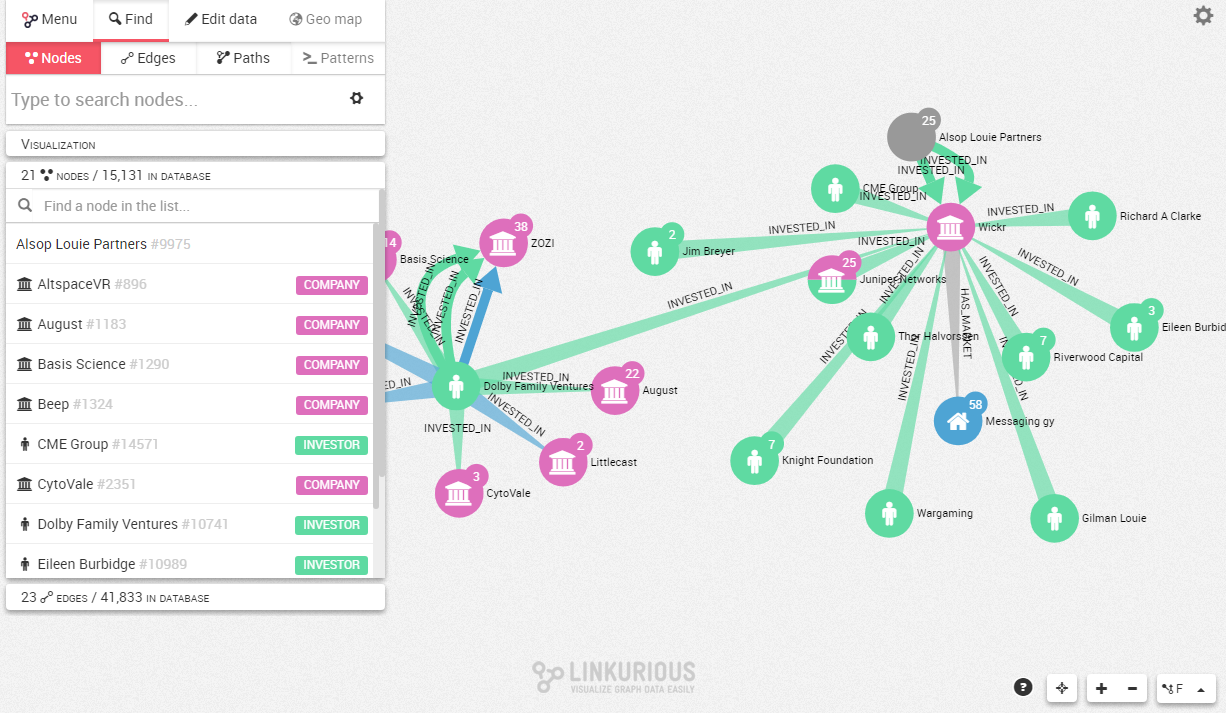 Menu
Find
Edit data
Geo map
Nodes
Edges
Paths
Patterns
Type to search nodes...
VISUALIZATION
21 NODES / 15,131 IN DATABASE
Find a node in the list...
Alsop Louie Partners #9975
AltspaceVR #896 COMPANY
August #1183 COMPANY
Basis Science #1290 COMPANY
Beep #1324 COMPANY
CME Group #14571 INVESTOR
CytoVale #2351 COMPANY
Dolby Family Ventures #10741 INVESTOR
Eileen Burbidge #10989 INVESTOR
23 EDGES / 41,833 IN DATABASE
25
Alsop Louie Partners
INVESTED_IN
INVESTED_IN
CME Group
INVESTED_IN
INVESTED_IN
Richard A Clarke
38
ZOZI
14
Basis Science
2
Jim Breyer
INVESTED_IN
Wickr
INVESTED_IN
25
Juniper Networks
INVESTED_IN
INVESTED_IN
INVESTED_IN
INVESTED_IN
INVESTED_IN
INVESTED_IN
INVESTED_IN
INVESTED_IN
INVESTED_IN
HAS_MARKET
3
Eileen Burbid
Thor Halvorssen
INVESTED_IN
7
Riverwood Capital
INVESTED_IN
INVESTED_IN
ED_IN
Dolby Family Ventures
INVESTED_IN
22
August
INVESTED_IN
58
Messaging gy
INVESTED_IN
2
Littlecast
7
Knight Foundation
3
CytoVale
Wargaming
Gilman Louie
LINKURIOUS
VISUALIZE GRAPH DATA EASILY
?
F